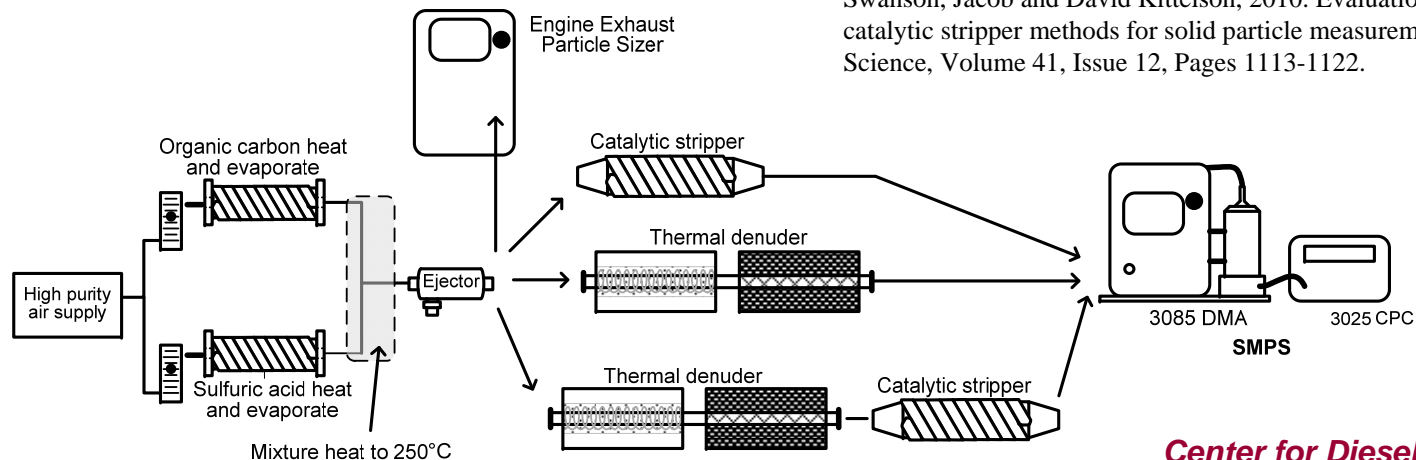 Swanson, Jacob and David Kittelson, 2010. Evaluation
catalytic stripper methods for solid particle measurem
Science, Volume 41, Issue 12, Pages 1113-1122.
Engine Exhaust
Particle Sizer
Organic carbon heat
and evaporate
Catalytic stripper
Thermal denuder
High purity
air supply
Ejector
3085 DMA
3025 CPC
SMPS
Sulfuric acid heat
and evaporate
Thermal denuder
Catalytic stripper
Mixture heat to 250°C
Center for Diesel